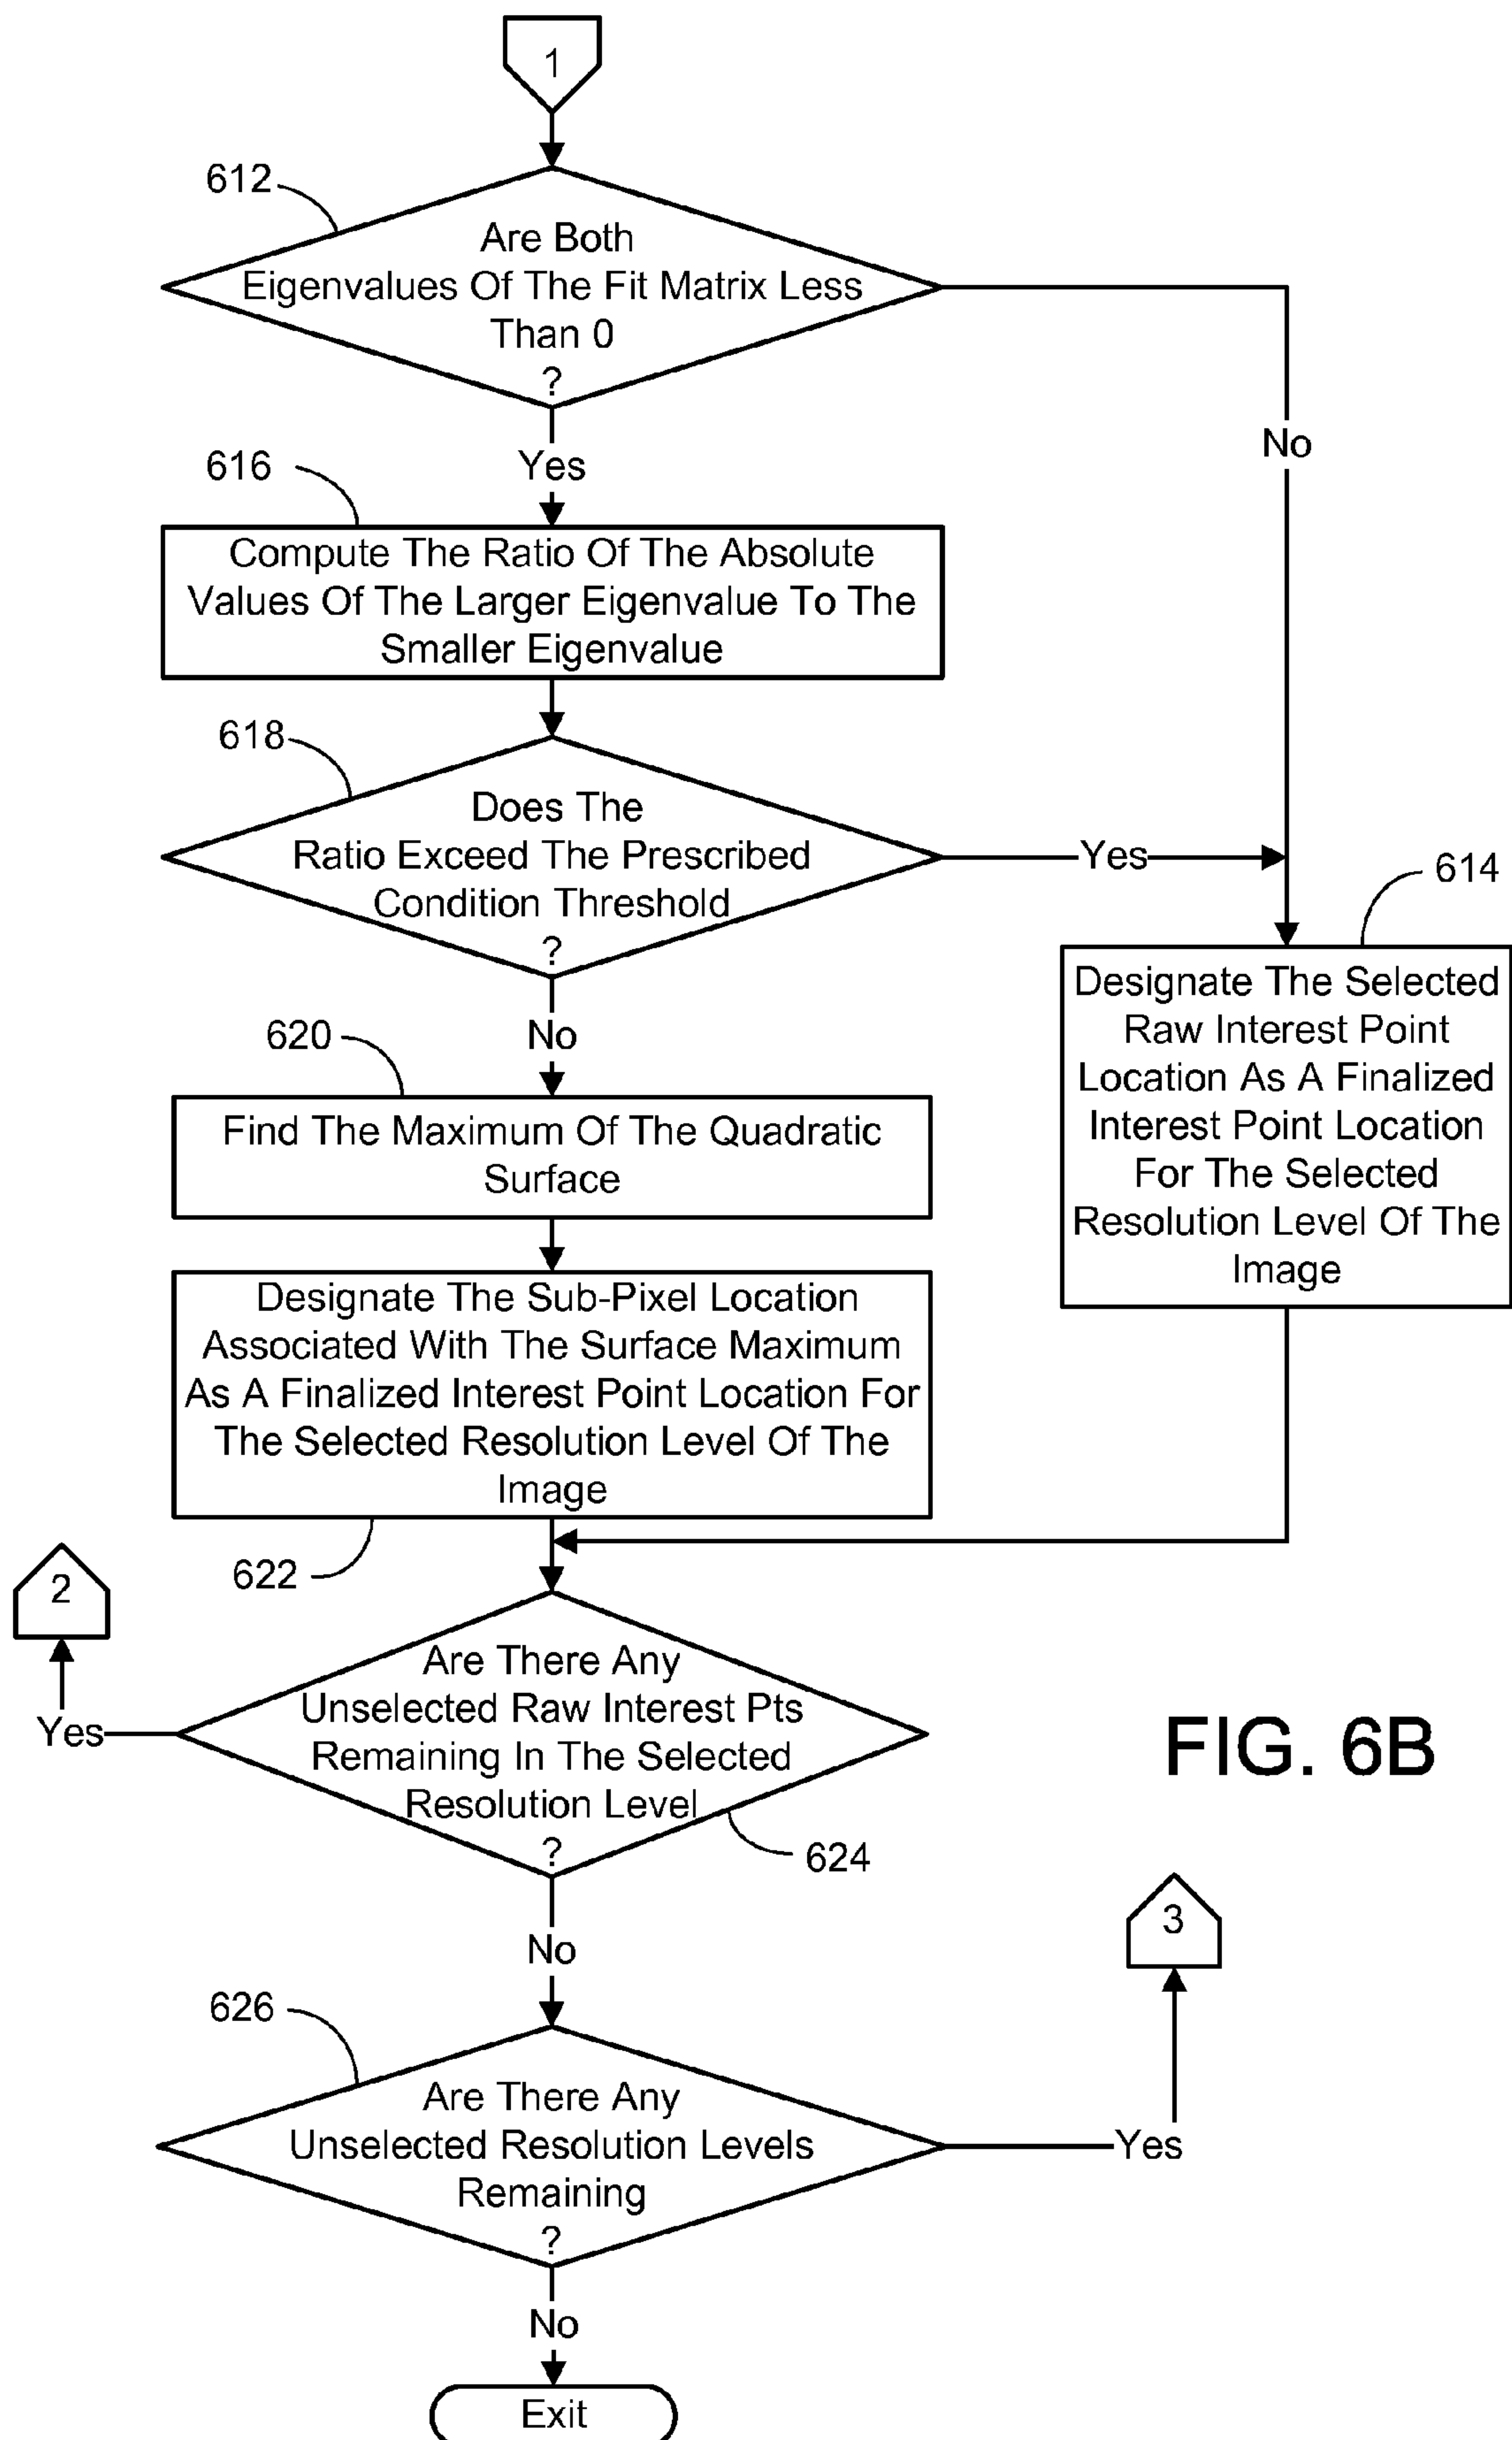 1
612
Are Both
Eigenvalues Of The Fit Matrix Less
Than 0
?
No
Yes
616
Compute The Ratio Of The Absolute
Values Of The Larger Eigenvalue To The
Smaller Eigenvalue
618
Does The
Ratio Exceed The Prescribed
Condition Threshold
?
Yes
614
Designate The Selected
Raw Interest Point
Location As A Finalized
Interest Point Location
For The Selected
Resolution Level Of The
Image
No
620
Find The Maximum Of The Quadratic
Surface
Designate The Sub-Pixel Location
Associated With The Surface Maximum
As A Finalized Interest Point Location For
The Selected Resolution Level Of The
Image
622
2
Yes
Are There Any
Unselected Raw Interest Pts
Remaining In The Selected
Resolution Level
?
624
FIG. 6B
No
3
626
Are There Any
Unselected Resolution Levels
Remaining
?
Yes
No
Exit